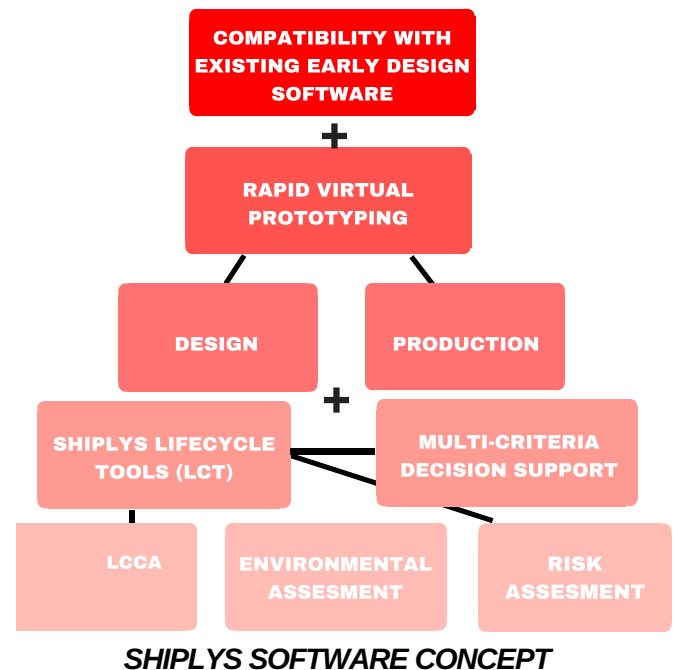 COMPATIBILITY WITH
EXISTING EARLY DESIGN
SOFTWARE
+
RAPID VIRTUAL
PROTOTYPING
DESIGN
PRODUCTION
+
SHIPLYS LIFECYCLE
TOOLS (LCT)
MULTI-CRITERIA
DECISION SUPPORT
LCCA
ENVIRONMENTAL
ASSESMENT
RISK
ASSESMENT
SHIPLYS SOFTWARE CONCEPT